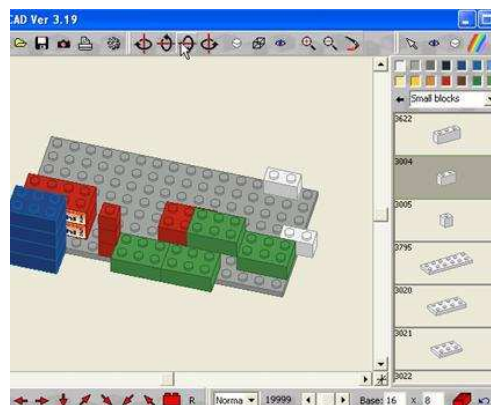 CAD Ver 3.19
Small blocks
3622
3004
3005
3795
3020
3021
3022
R
Norma
19999
Base: 16 x 8